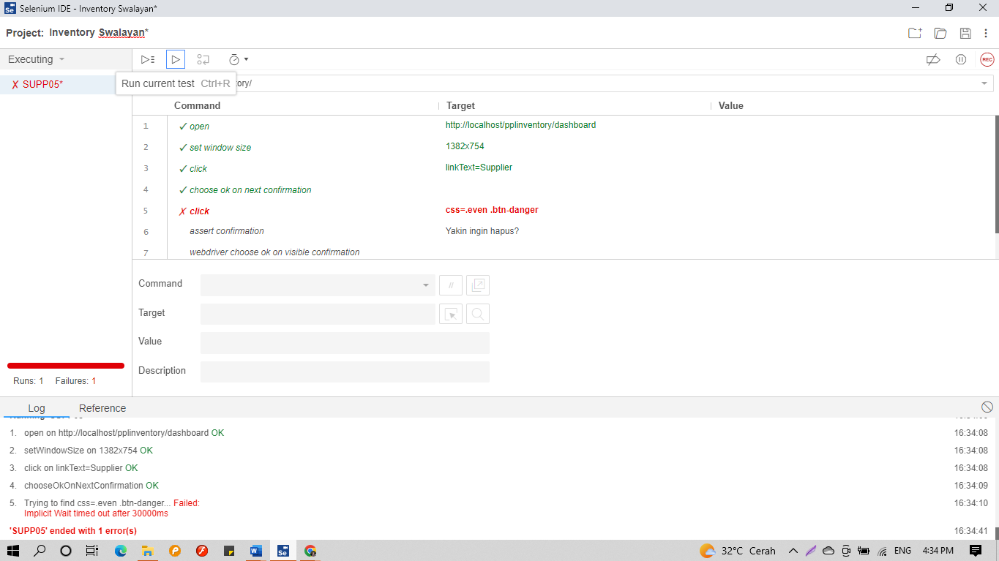 Selenium IDE - Inventory Swalayan*
Project: Inventory Swalayan*
Executing
REC
SUPP05*
Run current test Ctrl+R
tory/
Command Target Value
1 ✓ open http://localhost/pplinventory/dashboard
2 ✓ set window size 1382x754
3 ✓ click linkText=Supplier
4 ✓ choose ok on next confirmation
5 ✗ click css=.even .btn-danger
6 assert confirmation Yakin ingin hapus?
7 webdriver choose ok on visible confirmation
Command //
Target
Value
Description
Runs: 1 Failures: 1
Log Reference
1. open on http://localhost/pplinventory/dashboard OK 16:34:08
2. setWindowSize on 1382x754 OK 16:34:08
3. click on linkText=Supplier OK 16:34:08
4. chooseOkOnNextConfirmation OK 16:34:09
5. Trying to find css=.even .btn-danger... Failed: 16:34:10
Implicit Wait timed out after 30000ms
'SUPP05' ended with 1 error(s) 16:34:41
32°C Cerah ENG 4:34 PM